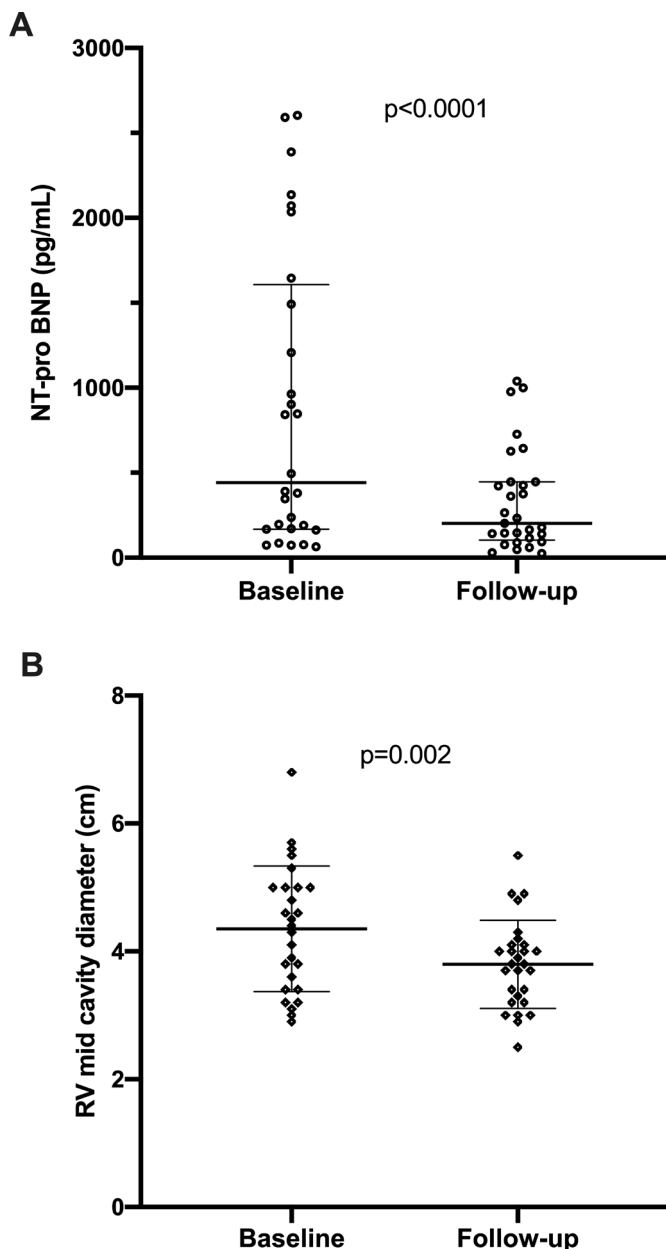 A
3000
p<0.0001
2000
NT-pro BNP (pg/mL)
1000
0
Baseline Follow-up
B
8
p=0.002
6
RV mid cavity diameter (cm)
4
2
0
Baseline Follow-up